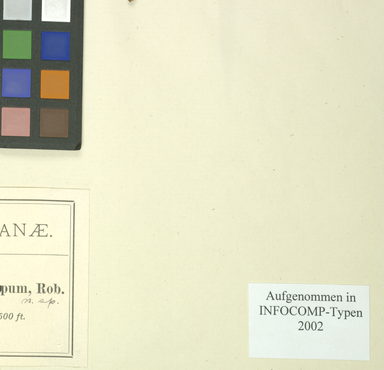 ANÆ.
pum, Rob.
n. sp.
500 ft.
Aufgenommen in
INFOCOMP-Typen
2002